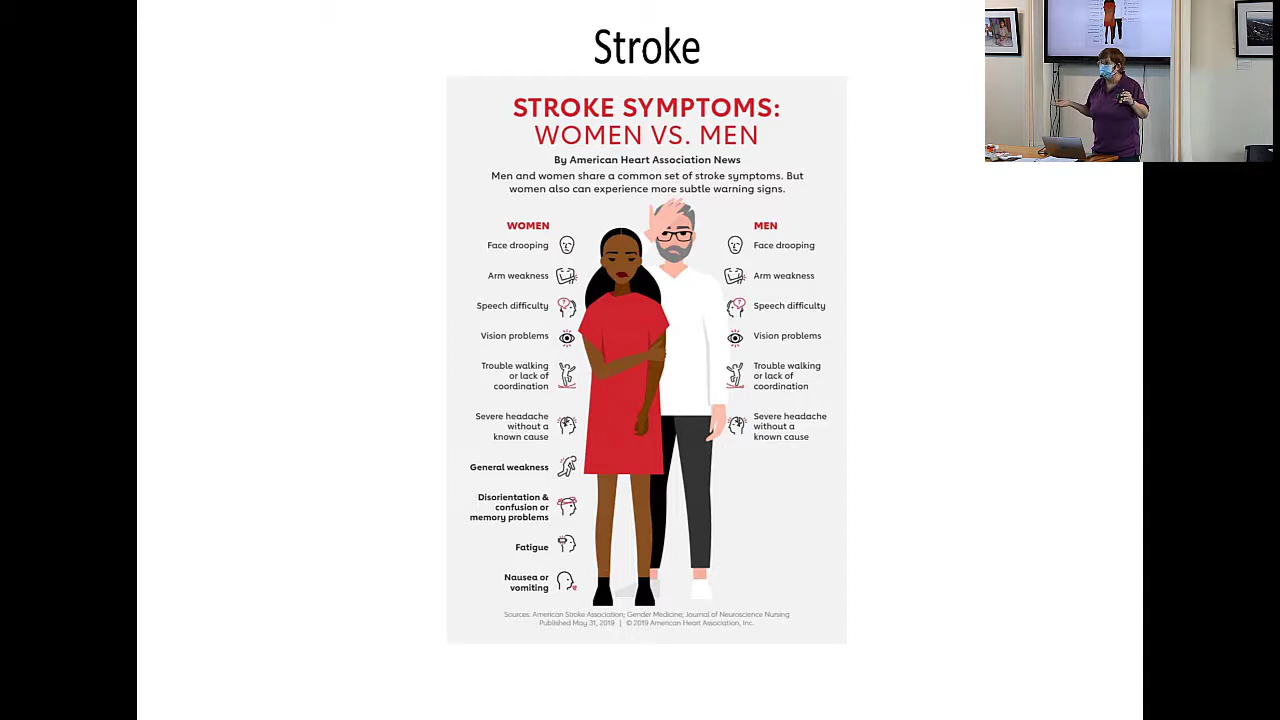 Stroke
STROKE SYMPTOMS:
WOMEN VS. MEN
By American Heart Association News
Men and women share a common set of stroke symptoms. But
women also can experience more subtle warning signs.
WOMEN
Face drooping
Arm weakness
Speech difficulty
Vision problems
Trouble walking
or lack of
coordination
Severe headache
without a
known cause
General weakness
Disorientation &
confusion or
memory problems
Fatigue
Nausea or
vomiting
MEN
Face drooping
Arm weakness
Speech difficulty
Vision problems
Trouble walking
or lack of
coordination
Severe headache
without a
known cause
Sources: American Stroke Association; Gender Medicine; Journal of Neuroscience Nursing
Published May 31, 2019 | © 2019 American Heart Association, Inc.